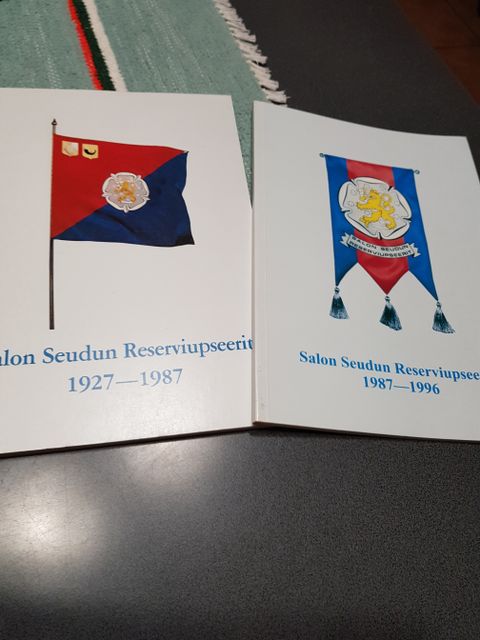 alon Seudun Reserviupseerit
1927—1987
SALON SEUDUN
RESERVIUPSEERIT
Salon Seudun Reserviupsee
1987—1996